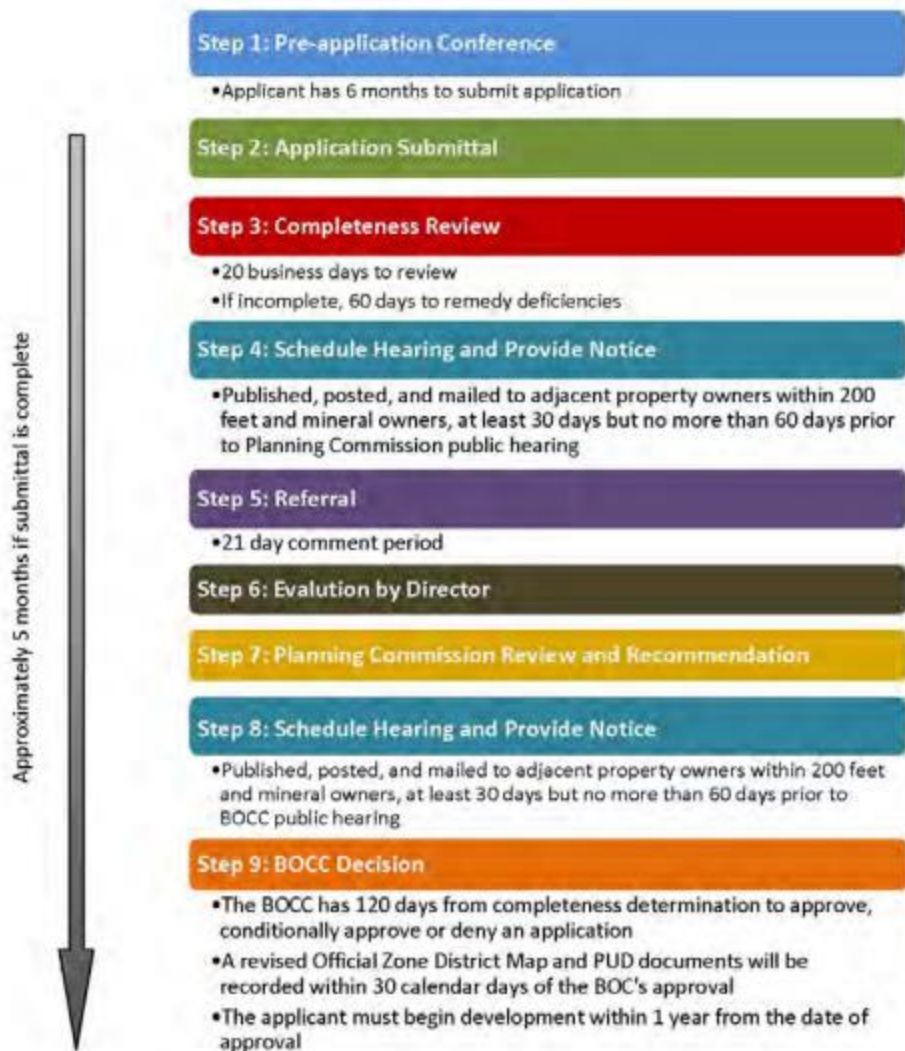 Step 1: Pre-application Conference
•Applicant has 6 months to submit application
Step 2: Application Submittal
Step 3: Completeness Review
•20 business days to review
•If incomplete, 60 days to remedy deficiencies
Step 4: Schedule Hearing and Provide Notice
•Published, posted, and mailed to adjacent property owners within 200
feet and mineral owners, at least 30 days but no more than 60 days prior
to Planning Commission public hearing
Step 5: Referral
•21 day comment period
Step 6: Evalution by Director
Step 7: Planning Commission Review and Recommendation
Step 8: Schedule Hearing and Provide Notice
•Published, posted, and mailed to adjacent property owners within 200 feet
and mineral owners, at least 30 days but no more than 60 days prior to
BOCC public hearing
Step 9: BOCC Decision
•The BOCC has 120 days from completeness determination to approve,
conditionally approve or deny an application
•A revised Official Zone District Map and PUD documents will be
recorded within 30 calendar days of the BOC's approval
•The applicant must begin development within 1 year from the date of
approval
Approximately 5 months if submittal is complete